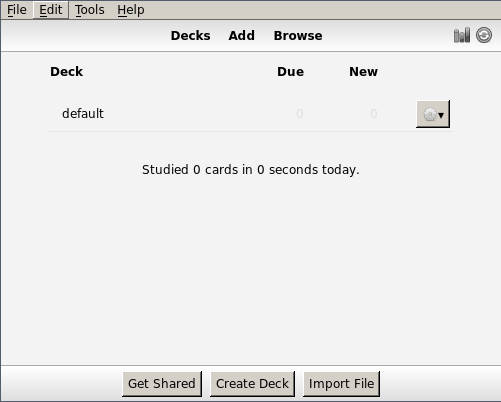 File Edit Tools Help
Decks Add Browse
Deck Due New
default 0 0
Studied 0 cards in 0 seconds today.
Get Shared Create Deck Import File